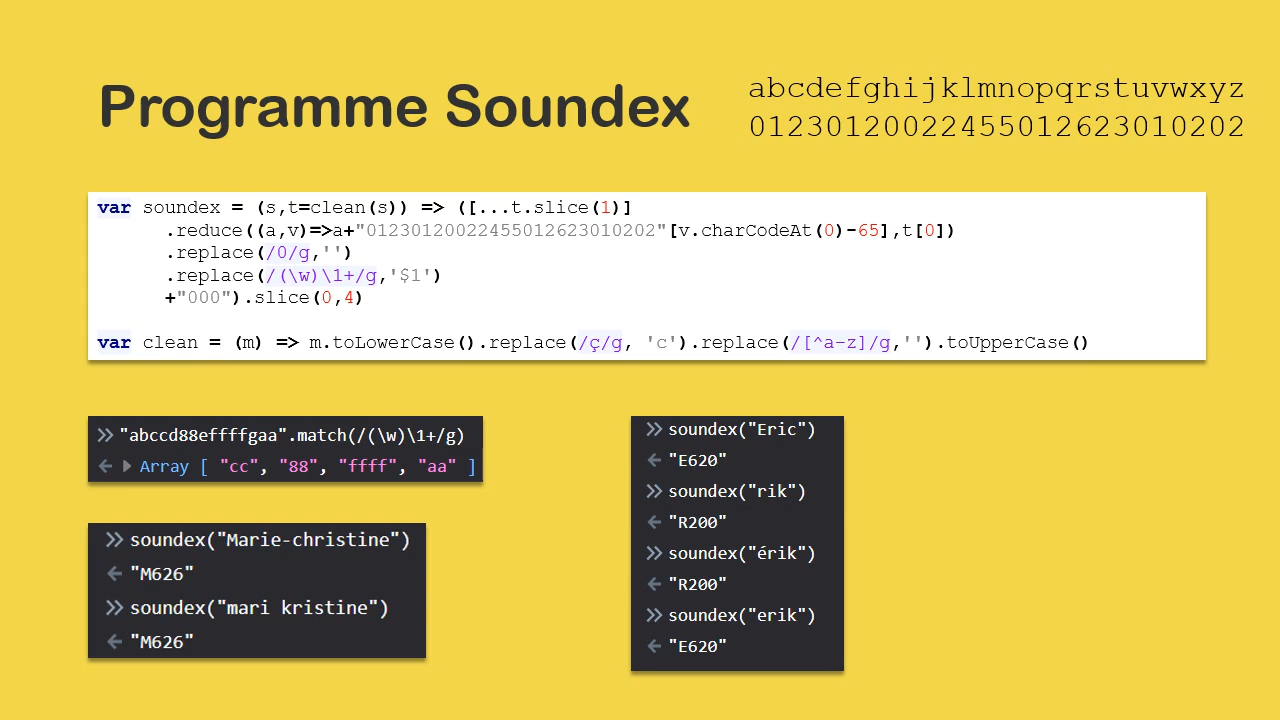 Programme Soundex
abcdefghijklmnopqrstuvwxyz
01230120022455012623010202
var soundex = (s,t=clean(s)) => ([...t.slice(1)]
.reduce((a,v)=>a+"01230120022455012623010202"[v.charCodeAt(0)-65],t[0])
.replace(/0/g,'')
.replace(/(\w)\1+/g,'$1')
+"000").slice(0,4)
var clean = (m) => m.toLowerCase().replace(/ç/g, 'c').replace(/[^a-z]/g,'').toUpperCase()
"abccd88effffgaa".match(/(\w)\1+/g)
Array [ "cc", "88", "ffff", "aa" ]
soundex("Marie-christine")
"M626"
soundex("mari kristine")
"M626"
soundex("Eric")
"E620"
soundex("rik")
"R200"
soundex("érik")
"R200"
soundex("erik")
"E620"